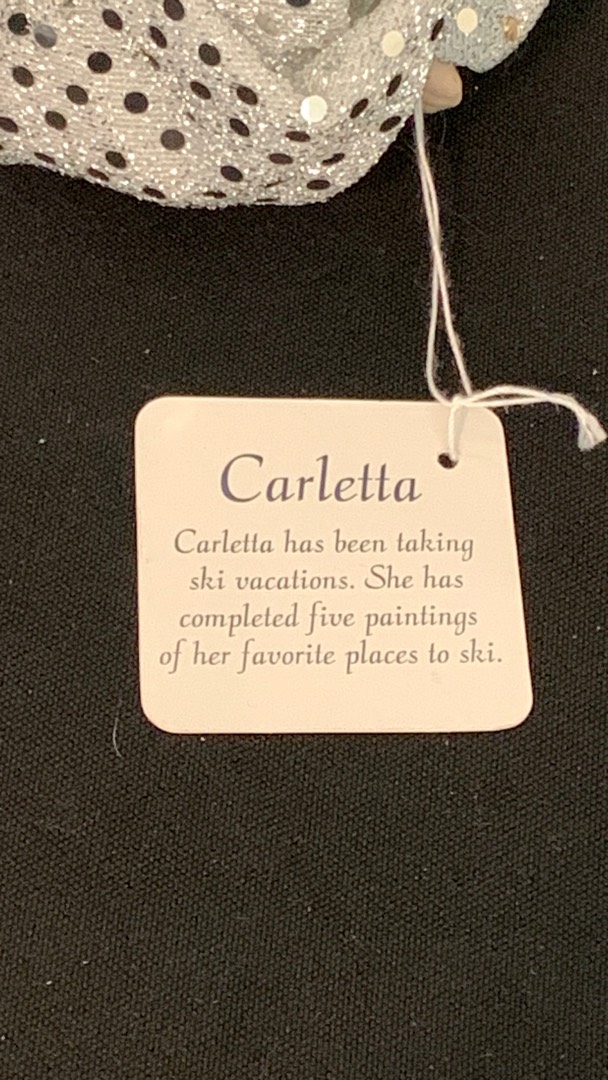 Carletta
Carletta has been taking
ski vacations. She has
completed five paintings
of her favorite places to ski.